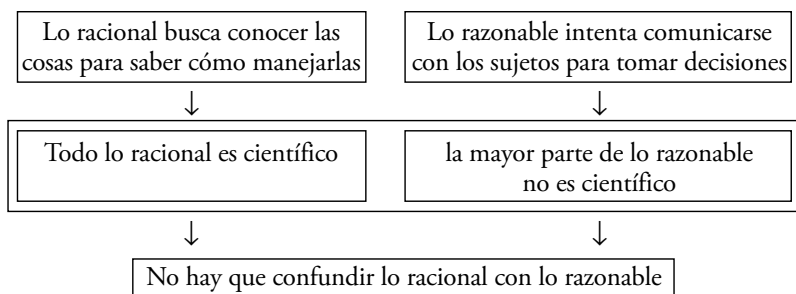 Lo racional busca conocer las
cosas para saber cómo manejarlas
Lo razonable intenta comunicarse
con los sujetos para tomar decisiones
Todo lo racional es científico
la mayor parte de lo razonable
no es científico
No hay que confundir lo racional con lo razonable